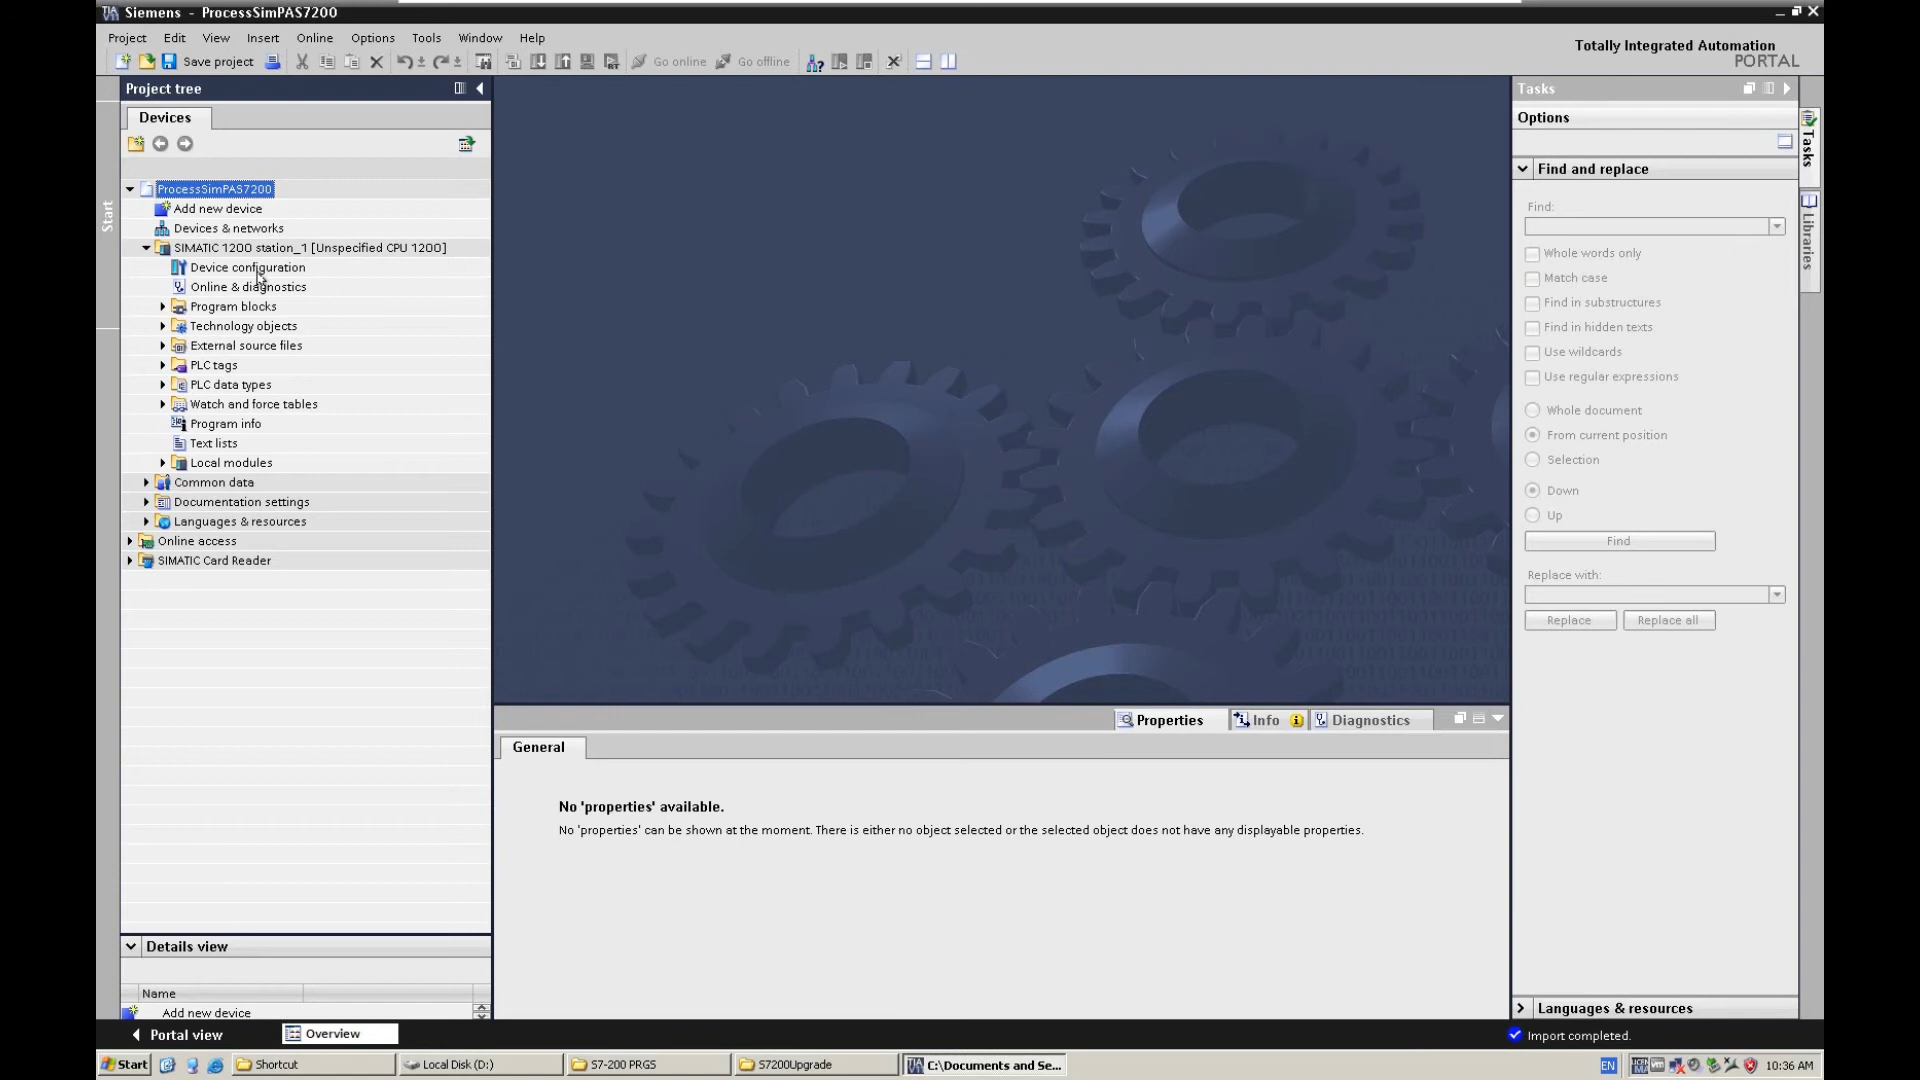 Siemens - ProcessSimPAS7200
Project Edit View Insert Online Options Tools Window Help
Totally Integrated Automation
PORTAL
Save project Go online Go offline
Project tree
Devices
Start
ProcessSimPAS7200
Add new device
Devices & networks
SIMATIC 1200 station_1 [Unspecified CPU 1200]
Device configuration
Online & diagnostics
Program blocks
Technology objects
External source files
PLC tags
PLC data types
Watch and force tables
Program info
Text lists
Local modules
Common data
Documentation settings
Languages & resources
Online access
SIMATIC Card Reader
Details view
Name
Add new device
Properties Info Diagnostics
General
No 'properties' available.
No 'properties' can be shown at the moment. There is either no object selected or the selected object does not have any displayable properties.
Tasks
Options
Find and replace
Find:
Whole words only
Match case
Find in substructures
Find in hidden texts
Use wildcards
Use regular expressions
Whole document
From current position
Selection
Down
Up
Find
Replace with:
Replace Replace all
Languages & resources
Tasks
Libraries
Portal view Overview
Import completed.
Start Shortcut Local Disk (D:) S7-200 PRGS S7200Upgrade C:\Documents and Se... EN 10:36 AM